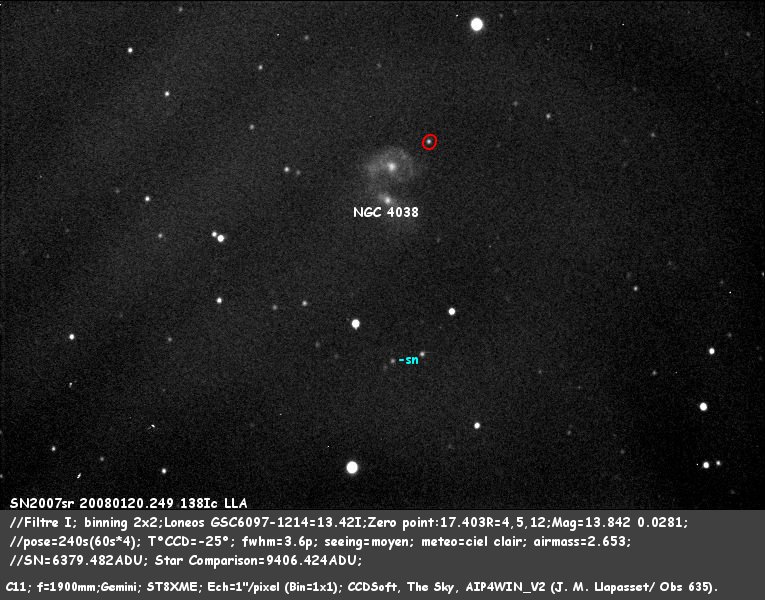 NGC 4038
-sn
SN2007sr 20080120.249 138Ic LLA
//Filtre I; binning 2x2;Loneos GSC6097-1214=13.42I;Zero point:17.403R=4,5,12;Mag=13.842 0.0281;
//pose=240s(60s*4); T°CCD=-25°; fwhm=3.6p; seeing=moyen; meteo=ciel clair; airmass=2.653;
//SN=6379.482ADU; Star Comparison=9406.424ADU;
C11; f=1900mm;Gemini; ST8XME; Ech=1"/pixel (Bin=1x1); CCDSoft, The Sky, AIP4WIN_V2 (J. M. Llapasset/ Obs 635).